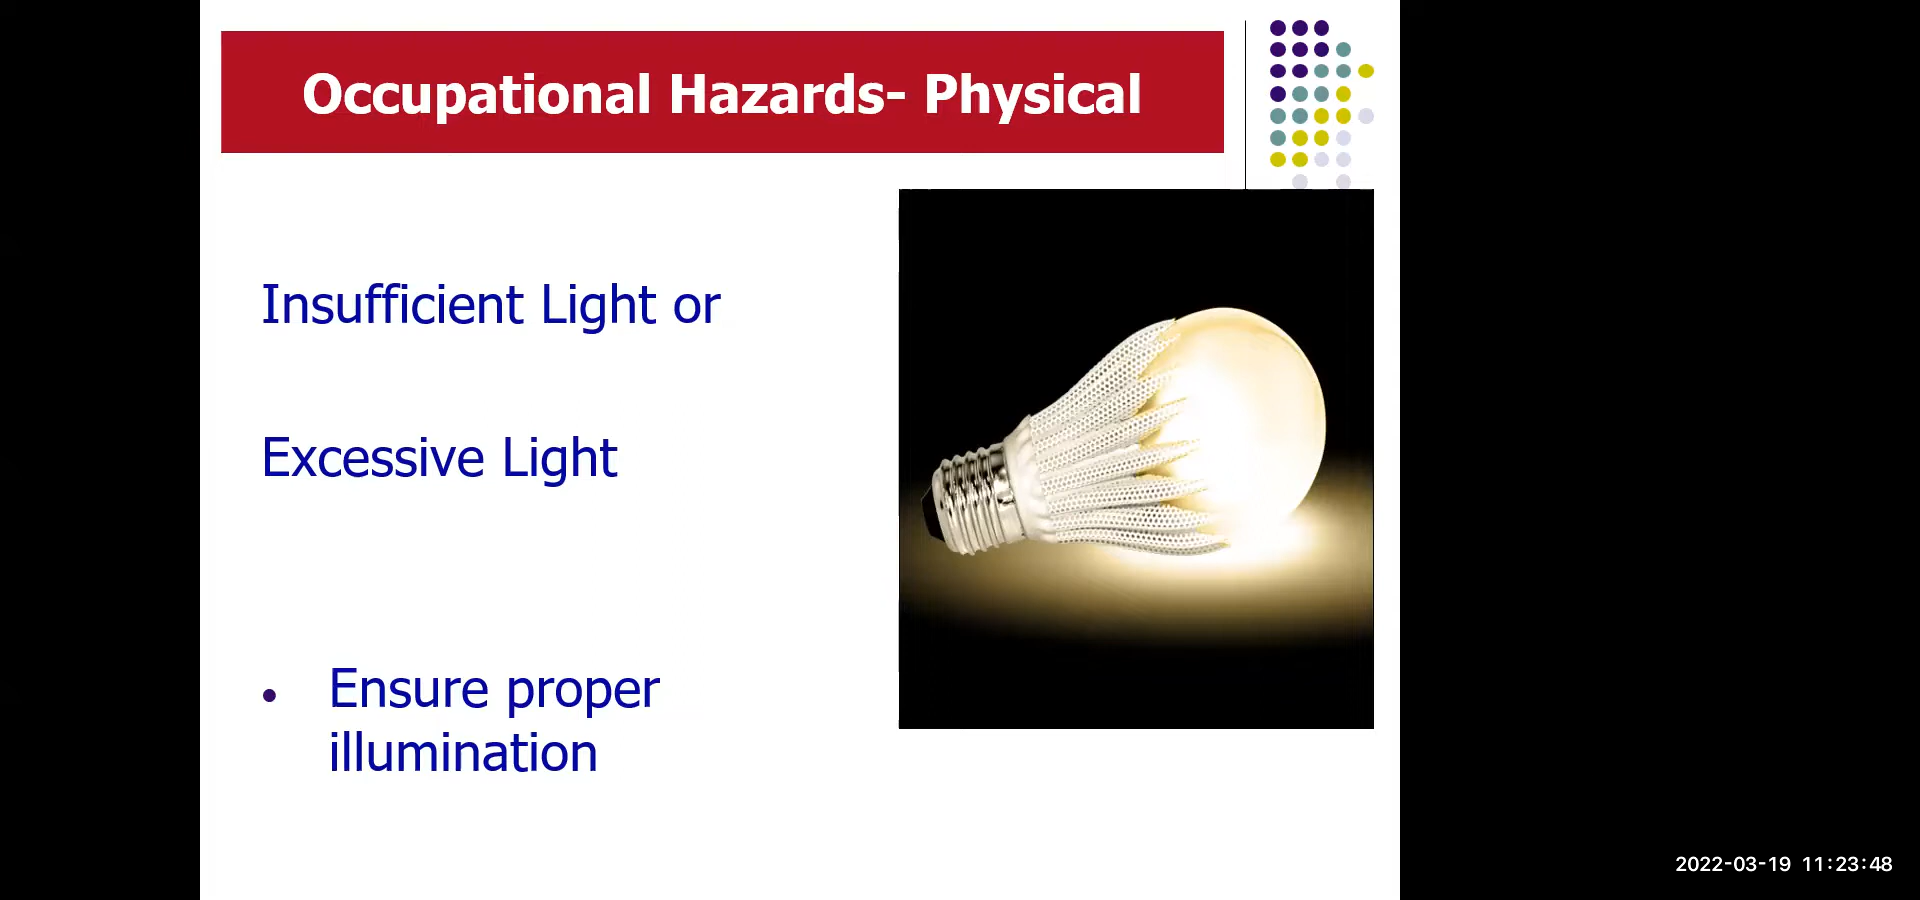 Occupational Hazards- Physical
Insufficient Light or
Excessive Light
• Ensure proper
illumination
2022-03-19 11:23:48